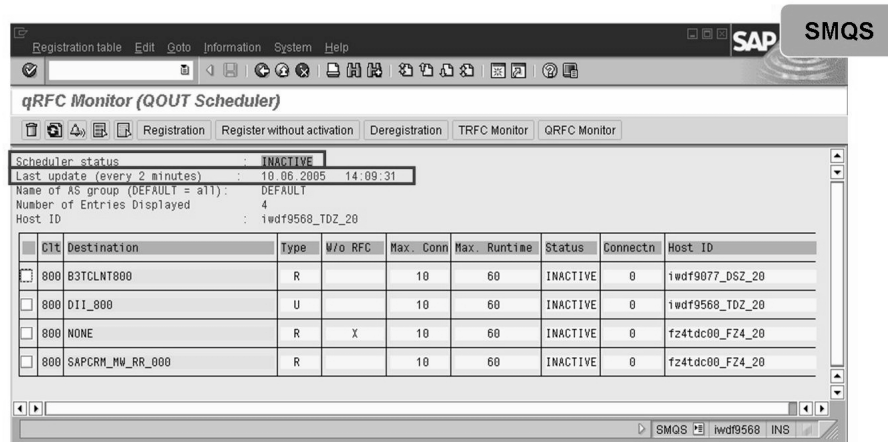 SMQS
Registration table Edit Goto Information System Help
SAP
qRFC Monitor (QOUT Scheduler)
Registration Register without activation Deregistration TRFC Monitor QRFC Monitor
Scheduler status : INACTIVE
Last update (every 2 minutes) : 10.06.2005 14:09:31
Name of AS group (DEFAULT = all): DEFAULT
Number of Entries Displayed 4
Host ID : iwdf9568_TDZ_20
Clt Destination Type W/o RFC Max. Conn Max. Runtime Status Connectn Host ID
800 B3TCLNT800 R 10 60 INACTIVE 0 iwdf9077_DSZ_20
800 DII_800 U 10 60 INACTIVE 0 iwdf9568_TDZ_20
800 NONE R X 10 60 INACTIVE 0 fz4tdc00_FZ4_20
800 SAPCRM_MW_RR_000 R 10 60 INACTIVE 0 fz4tdc00_FZ4_20
SMQS iwdf9568 INS